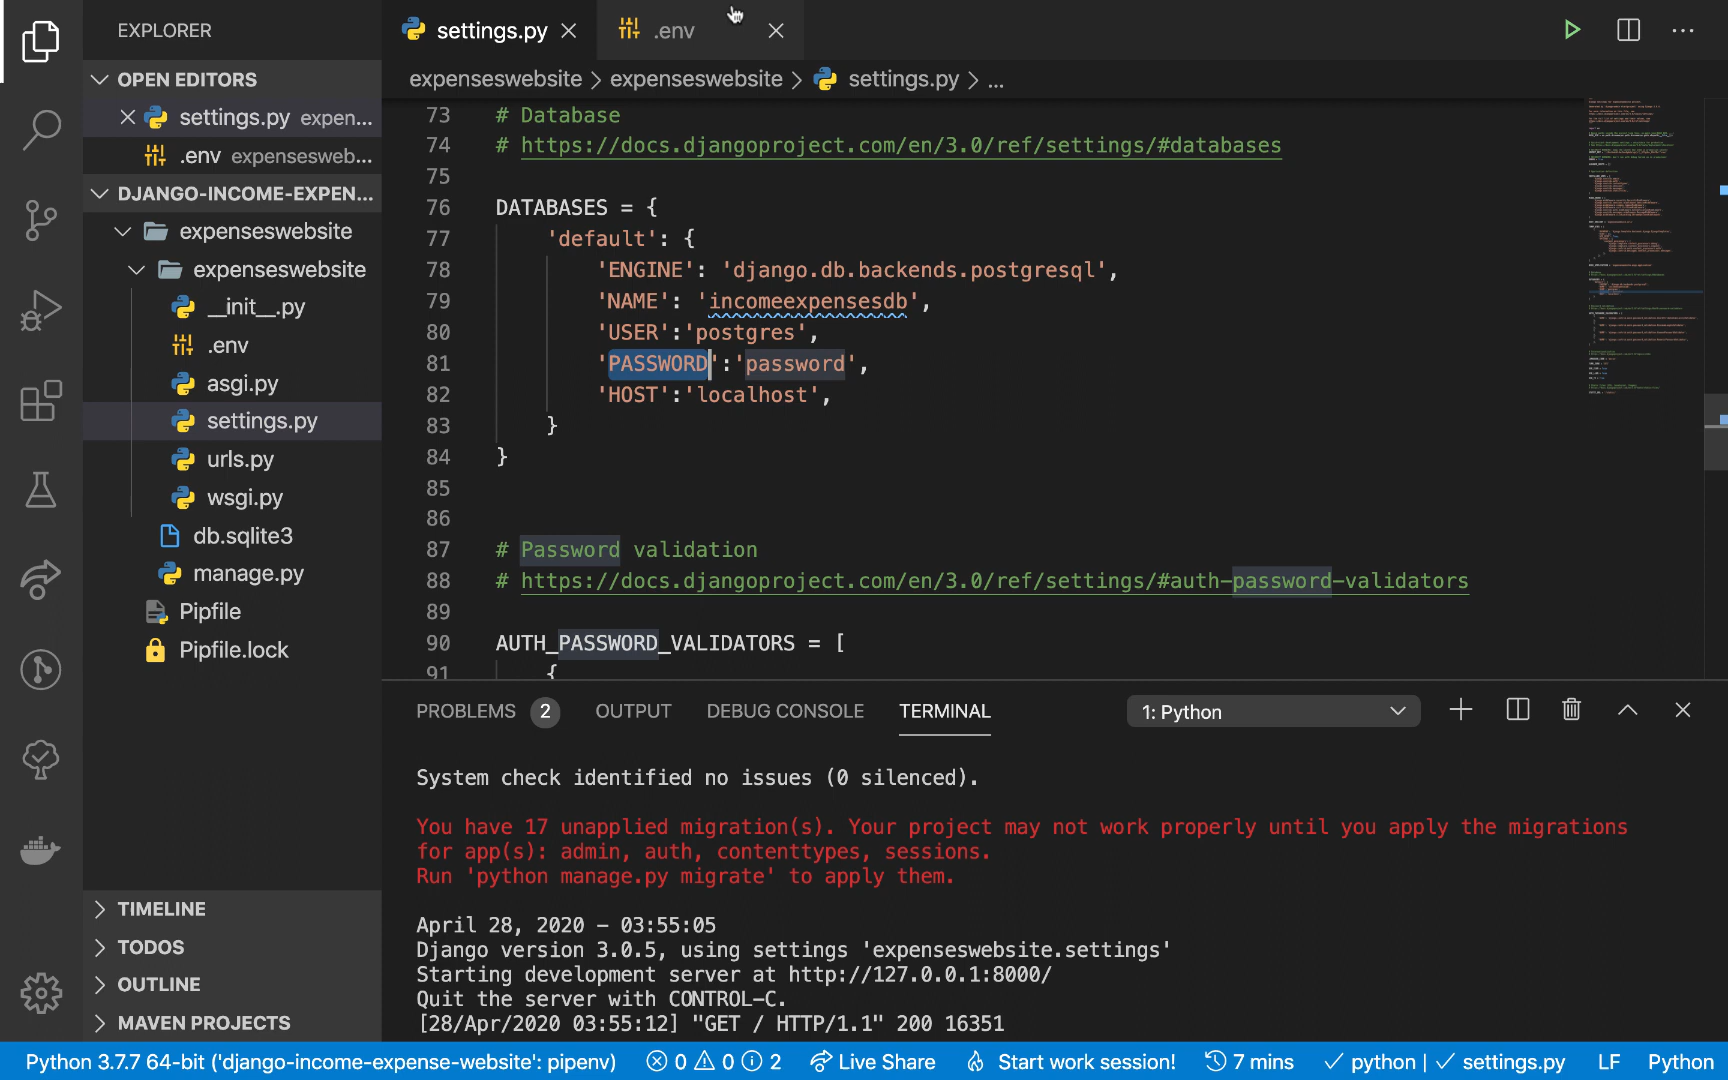 EXPLORER
OPEN EDITORS
settings.py expen...
.env expensesweb...
DJANGO-INCOME-EXPEN...
expenseswebsite
expenseswebsite
__init__.py
.env
asgi.py
settings.py
urls.py
wsgi.py
db.sqlite3
manage.py
Pipfile
Pipfile.lock
TIMELINE
TODOS
OUTLINE
MAVEN PROJECTS
settings.py
.env
expenseswebsite > expenseswebsite > settings.py > ...
73 # Database
74 # https://docs.djangoproject.com/en/3.0/ref/settings/#databases
75
76 DATABASES = {
77 'default': {
78 'ENGINE': 'django.db.backends.postgresql',
79 'NAME': 'incomeexpensesdb',
80 'USER':'postgres',
81 'PASSWORD':'password',
82 'HOST':'localhost',
83 }
84 }
85
86
87 # Password validation
88 # https://docs.djangoproject.com/en/3.0/ref/settings/#auth-password-validators
89
90 AUTH_PASSWORD_VALIDATORS = [
91 {
PROBLEMS 2 OUTPUT DEBUG CONSOLE TERMINAL 1: Python
System check identified no issues (0 silenced).
You have 17 unapplied migration(s). Your project may not work properly until you apply the migrations
for app(s): admin, auth, contenttypes, sessions.
Run 'python manage.py migrate' to apply them.
April 28, 2020 - 03:55:05
Django version 3.0.5, using settings 'expenseswebsite.settings'
Starting development server at http://127.0.0.1:8000/
Quit the server with CONTROL-C.
[28/Apr/2020 03:55:12] "GET / HTTP/1.1" 200 16351
Python 3.7.7 64-bit ('django-income-expense-website': pipenv) 0 0 2 Live Share Start work session! 7 mins python | settings.py LF Python